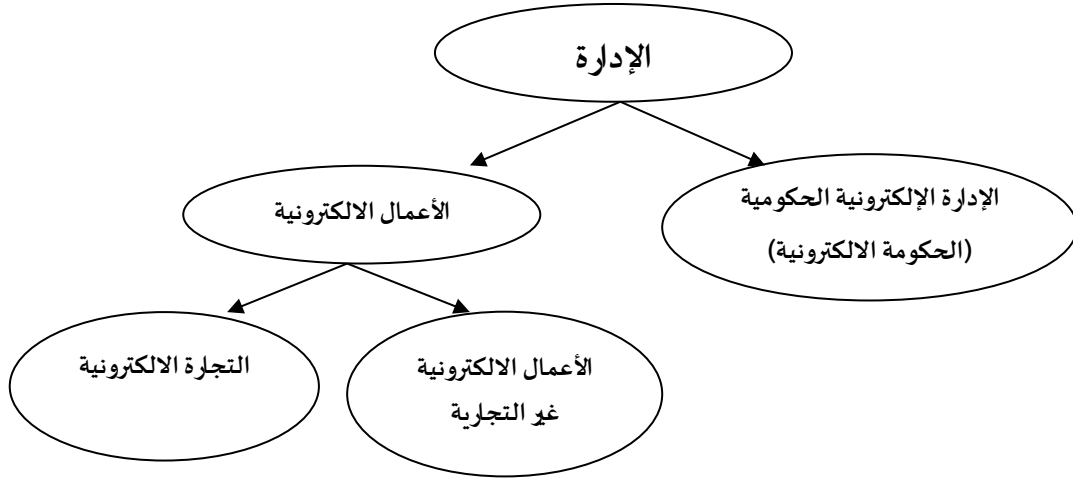 الإدارة
الإدارة الإلكترونية الحكومية
(الحكومة الالكترونية)
الأعمال الالكترونية
الأعمال الالكترونية
غير التجارية
التجارة الالكترونية